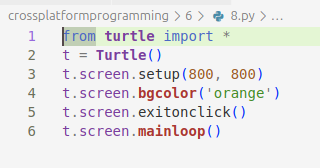 crossplatformprogramming > 6 > 8.py > ...
1 from turtle import *
2 t = Turtle()
3 t.screen.setup(800, 800)
4 t.screen.bgcolor('orange')
5 t.screen.exitonclick()
6 t.screen.mainloop()